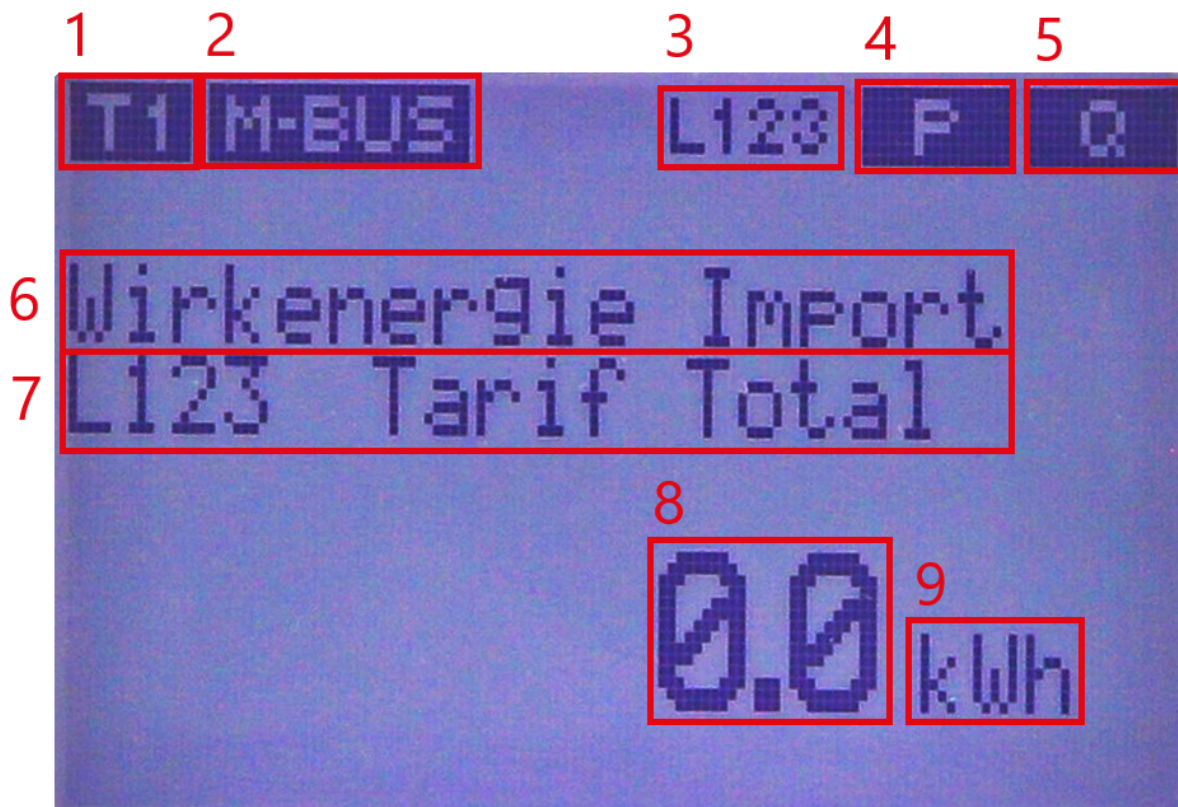 1 2 3 4 5
T1 M-BUS L123 P Q
6 Wirkenergie Import
7 L123 Tarif Total
8
9
0.0 kWh